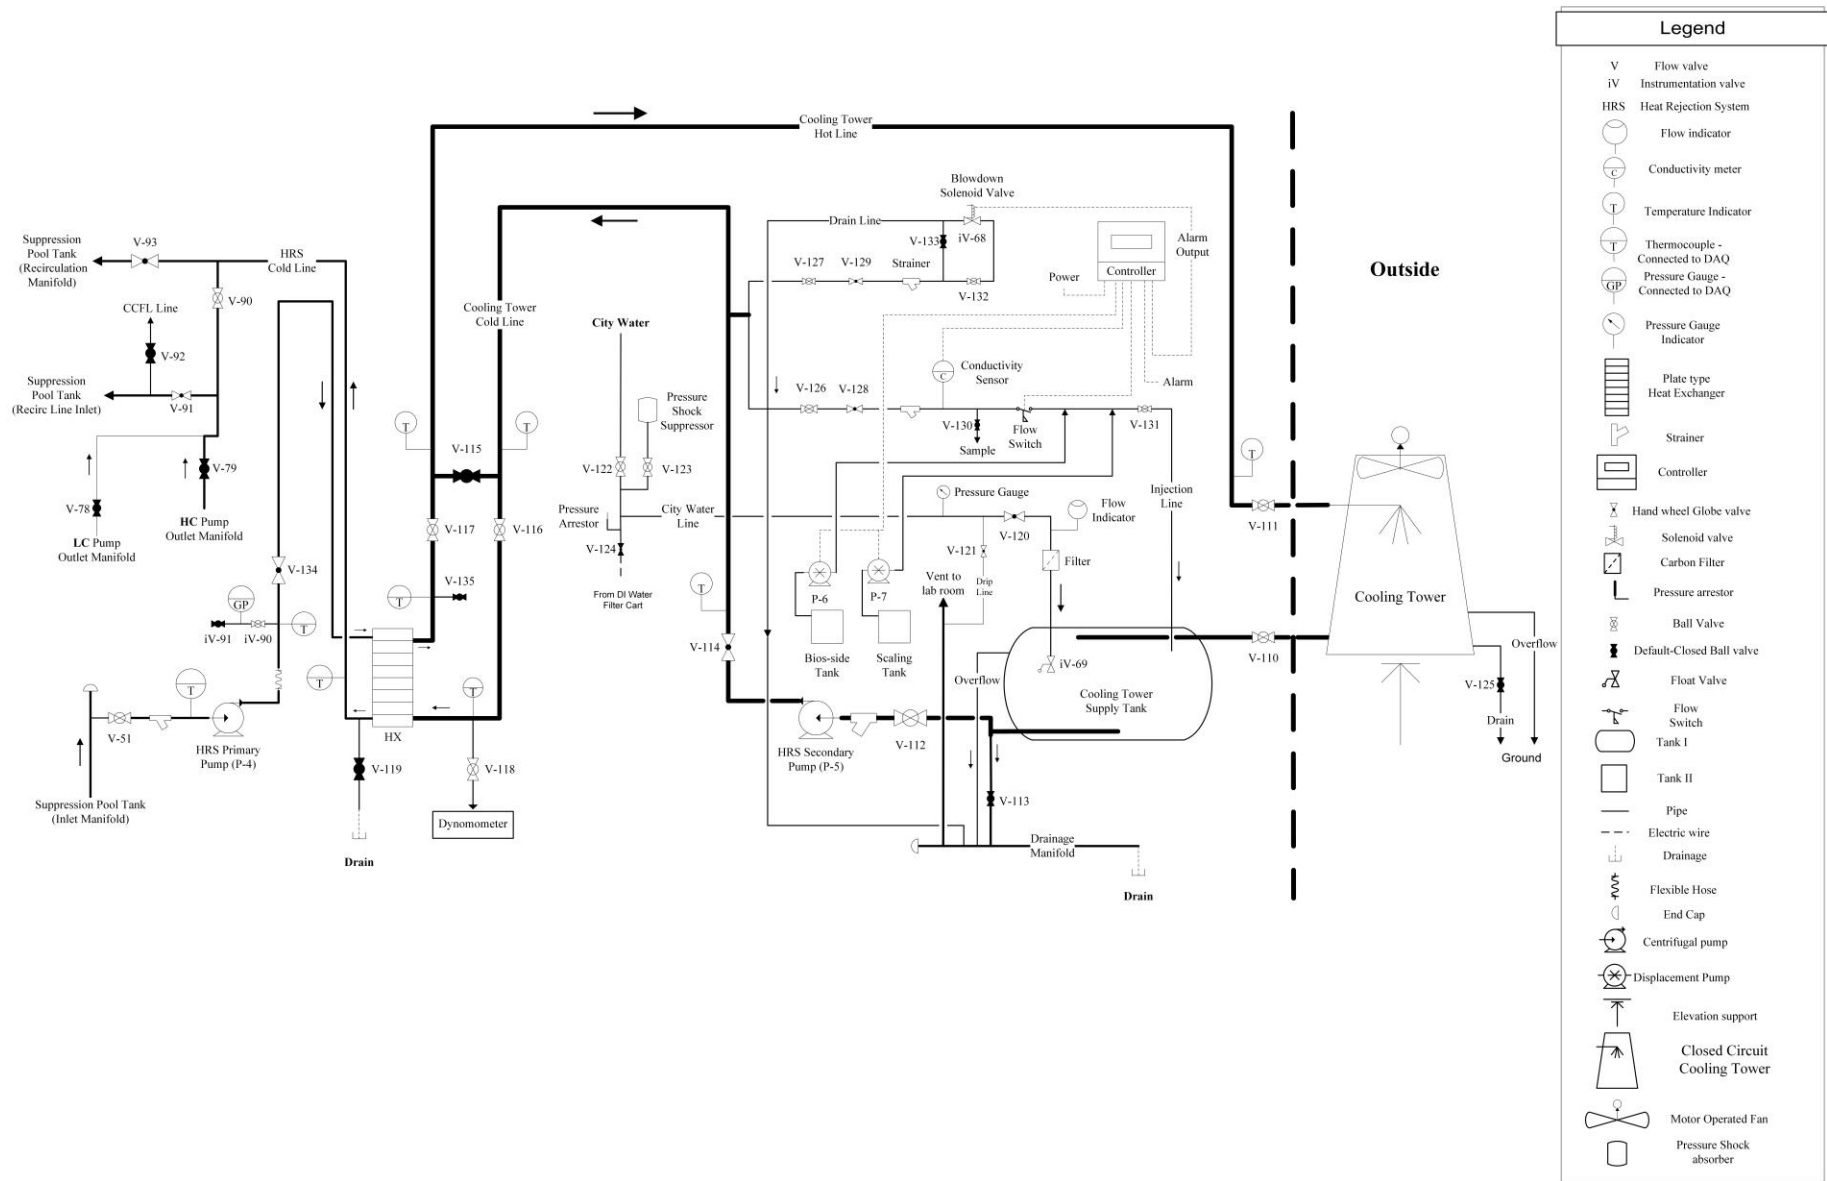 Legend
V Flow valve
iV Instrumentation valve
HRS Heat Rejection System
Flow indicator
C
Conductivity meter
T
Temperature Indicator
T
Thermocouple -
Connected to DAQ
GP
Pressure Gauge -
Connected to DAQ
Pressure Gauge
Indicator
Plate type
Heat Exchanger
Strainer
Controller
Hand wheel Globe valve
Solenoid valve
Carbon Filter
Pressure arrestor
Ball Valve
Default-Closed Ball valve
Float Valve
Flow
Switch
Tank I
Tank II
Pipe
Electric wire
Drainage
Flexible Hose
End Cap
Centrifugal pump
Displacement Pump
Elevation support
Closed Circuit
Cooling Tower
Motor Operated Fan
Pressure Shock
absorber
Cooling Tower
Hot Line
Blowdown
Solenoid Valve
Drain Line
V-133
iV-68
Alarm
Output
Controller
Power
V-127
V-129
Strainer
V-132
Outside
Suppression
Pool Tank
(Recirculation
Manifold)
V-93
HRS
Cold Line
V-90
CCFL Line
V-92
Suppression
Pool Tank
(Recirc Line Inlet)
V-91
V-79
V-78
HC Pump
Outlet Manifold
LC Pump
Outlet Manifold
V-134
GP
iV-91
iV-90
T
T
V-51
HRS Primary
Pump (P-4)
Suppression Pool Tank
(Inlet Manifold)
Cooling Tower
Cold Line
T
T
V-115
V-117
V-116
T
V-135
T
T
HX
V-119
V-118
Drain
Dynomometer
City Water
Pressure
Shock
Suppressor
V-122
V-123
Pressure
Arrestor
City Water
Line
V-124
From DI Water
Filter Cart
T
V-114
C
Conductivity
Sensor
Alarm
V-126
V-128
V-130
Sample
Flow
Switch
V-131
Pressure Gauge
Flow
Indicator
V-120
V-121
Filter
Injection
Line
Drip
Line
Vent to
lab room
P-6
P-7
Bios-side
Tank
Scaling
Tank
iV-69
Overflow
Cooling Tower
Supply Tank
HRS Secondary
Pump (P-5)
V-112
V-113
Drainage
Manifold
Drain
T
V-111
V-110
Cooling Tower
Overflow
V-125
Drain
Ground